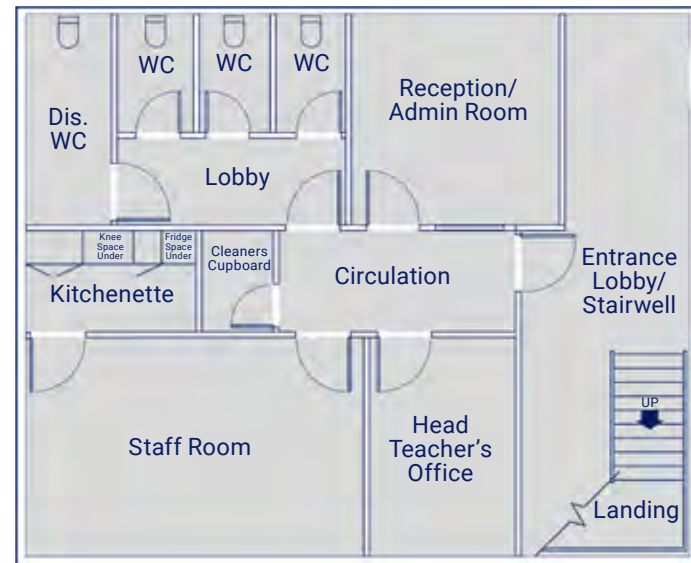 WC
WC
WC
Dis.
WC
Reception/
Admin Room
Lobby
Knee
Space
Under
Fridge
Space
Under
Cleaners
Cupboard
Kitchenette
Circulation
Entrance
Lobby/
Stairwell
UP
Staff Room
Head
Teacher's
Office
Landing